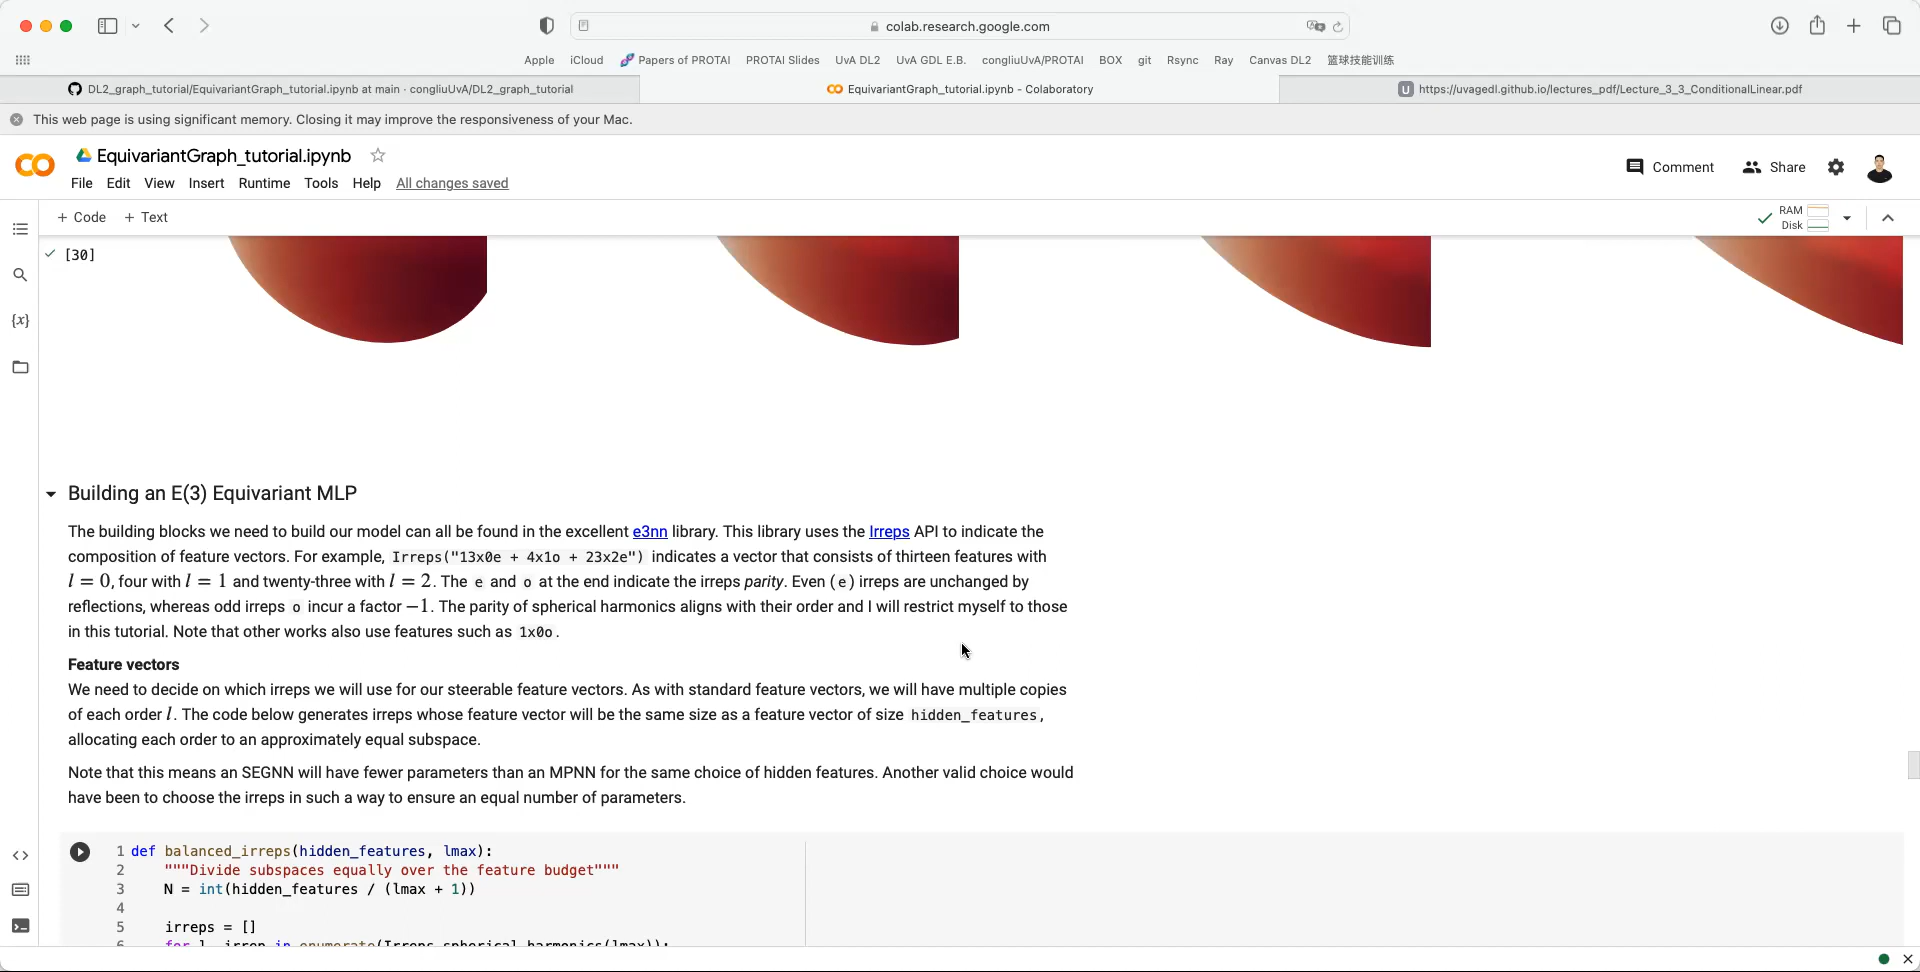 colab.research.google.com
Apple iCloud Papers of PROTAI PROTAI Slides UvA DL2 UvA GDL E.B. congliuUvA/PROTAI BOX git Rsync Ray Canvas DL2 篮球技能训练
DL2_graph_tutorial/EquivariantGraph_tutorial.ipynb at main · congliuUvA/DL2_graph_tutorial
EquivariantGraph_tutorial.ipynb - Colaboratory
U https://uvagedl.github.io/lectures_pdf/Lecture_3_3_ConditionalLinear.pdf
This web page is using significant memory. Closing it may improve the responsiveness of your Mac.
EquivariantGraph_tutorial.ipynb
Comment Share
File Edit View Insert Runtime Tools Help All changes saved
+ Code + Text
RAM
Disk
[30]
{x}
Building an E(3) Equivariant MLP
The building blocks we need to build our model can all be found in the excellent e3nn library. This library uses the Irreps API to indicate the
composition of feature vectors. For example, Irreps("13x0e + 4x1o + 23x2e") indicates a vector that consists of thirteen features with
l = 0, four with l = 1 and twenty-three with l = 2. The e and o at the end indicate the irreps parity. Even (e) irreps are unchanged by
reflections, whereas odd irreps o incur a factor −1. The parity of spherical harmonics aligns with their order and I will restrict myself to those
in this tutorial. Note that other works also use features such as 1x0o.
Feature vectors
We need to decide on which irreps we will use for our steerable feature vectors. As with standard feature vectors, we will have multiple copies
of each order l. The code below generates irreps whose feature vector will be the same size as a feature vector of size hidden_features,
allocating each order to an approximately equal subspace.
Note that this means an SEGNN will have fewer parameters than an MPNN for the same choice of hidden features. Another valid choice would
have been to choose the irreps in such a way to ensure an equal number of parameters.
1 def balanced_irreps(hidden_features, lmax):
2 """Divide subspaces equally over the feature budget"""
3 N = int(hidden_features / (lmax + 1))
4
5 irreps = []
6 for l, irrep in enumerate(Irreps.spherical_harmonics(lmax)):